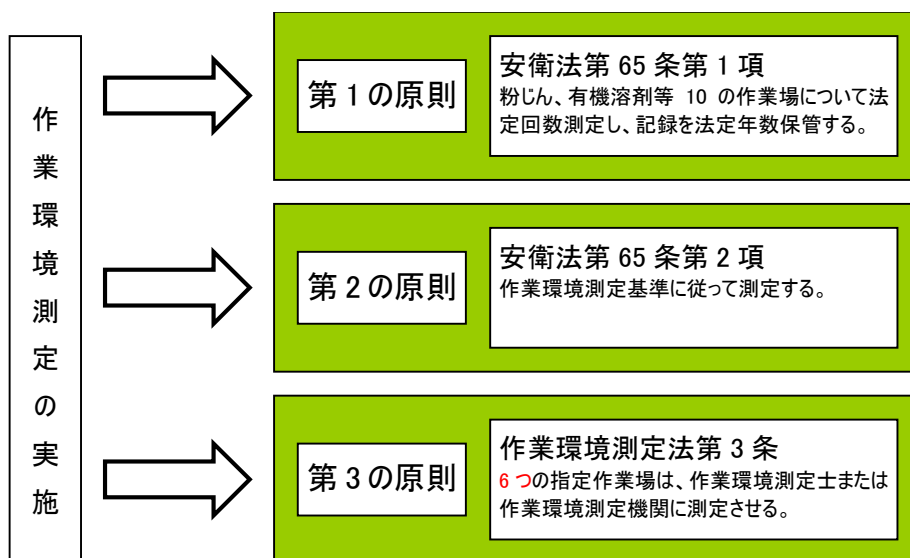 作業環境測定の実施
第1の原則
安衛法第 65 条第 1 項
粉じん、有機溶剤等 10 の作業場について法
定回数測定し、記録を法定年数保管する。
第2の原則
安衛法第 65 条第 2 項
作業環境測定基準に従って測定する。
第3の原則
作業環境測定法第 3 条
6 つの指定作業場は、作業環境測定士または
作業環境測定機関に測定させる。